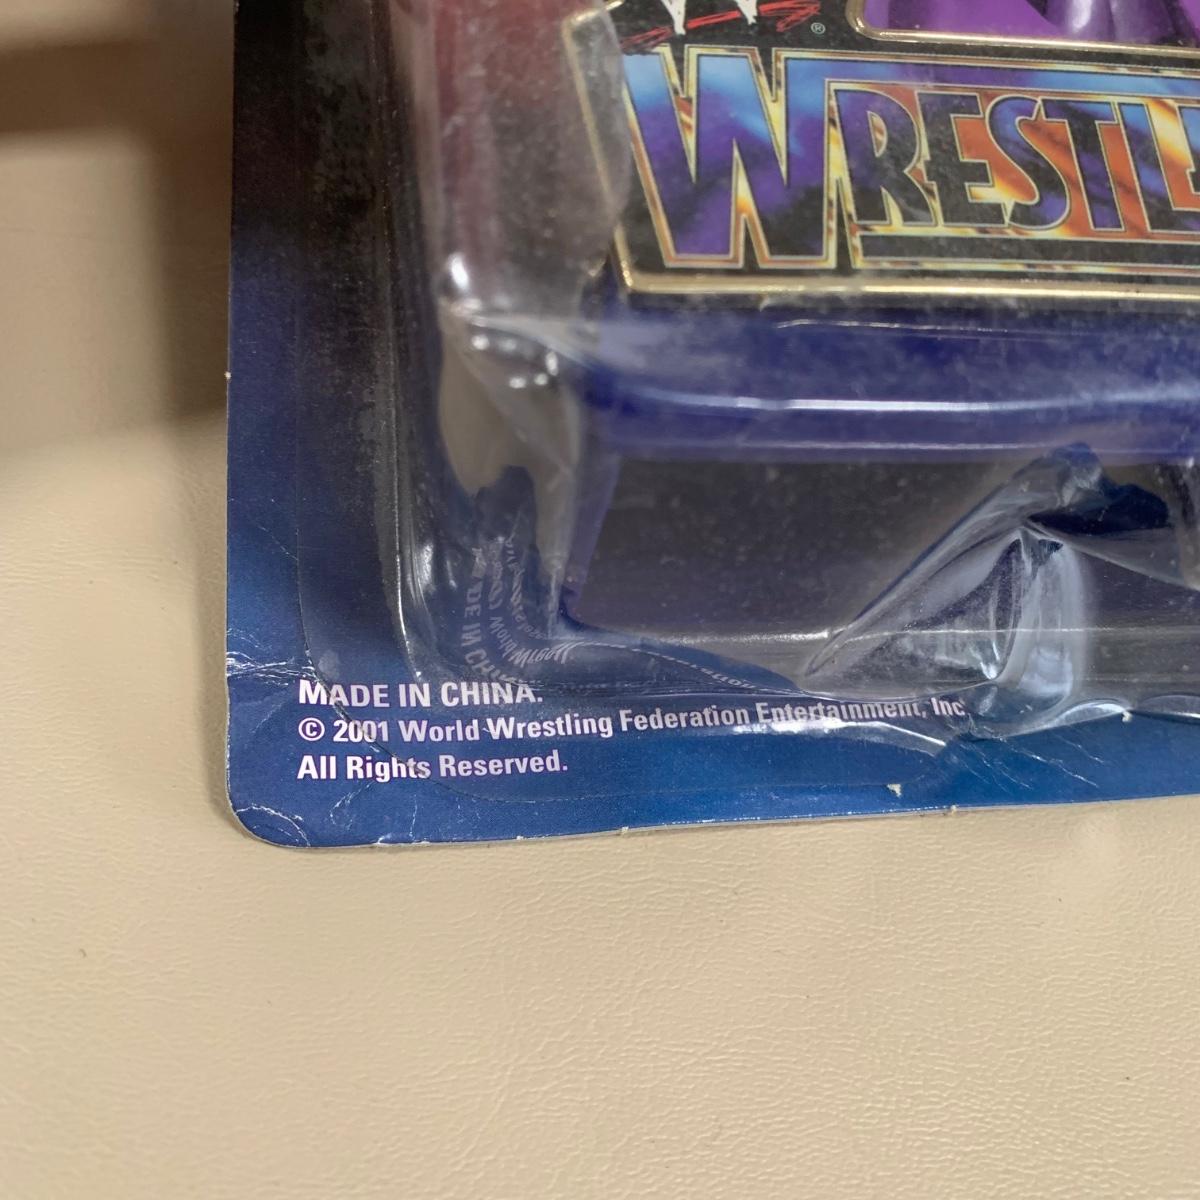 WRESTLE
MADE IN CHINA.
© 2001 World Wrestling Federation Entertainment, Inc
All Rights Reserved.